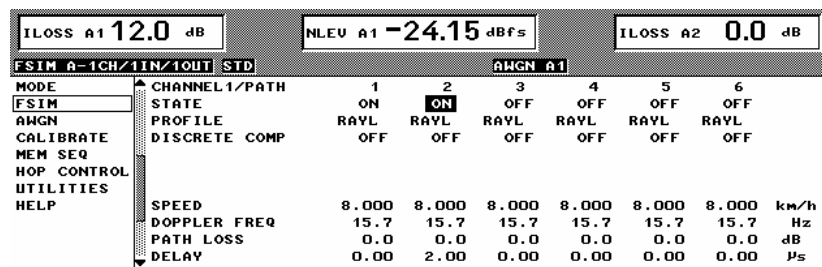 ILOSS A1 12.0 dB NLEV A1 -24.15 dBfs ILOSS A2 0.0 dB
FSIM A-1CH/1IN/1OUT STD AWGN A1
MODE CHANNEL1/PATH 1 2 3 4 5 6
FSIM STATE ON ON OFF OFF OFF OFF
AWGN PROFILE RAYL RAYL RAYL RAYL RAYL RAYL
CALIBRATE DISCRETE COMP OFF OFF OFF OFF OFF OFF
MEM SEQ
HOP CONTROL
UTILITIES
HELP SPEED 8.000 8.000 8.000 8.000 8.000 8.000 km/h
DOPPLER FREQ 15.7 15.7 15.7 15.7 15.7 15.7 Hz
PATH LOSS 0.0 0.0 0.0 0.0 0.0 0.0 dB
DELAY 0.00 2.00 0.00 0.00 0.00 0.00 µs